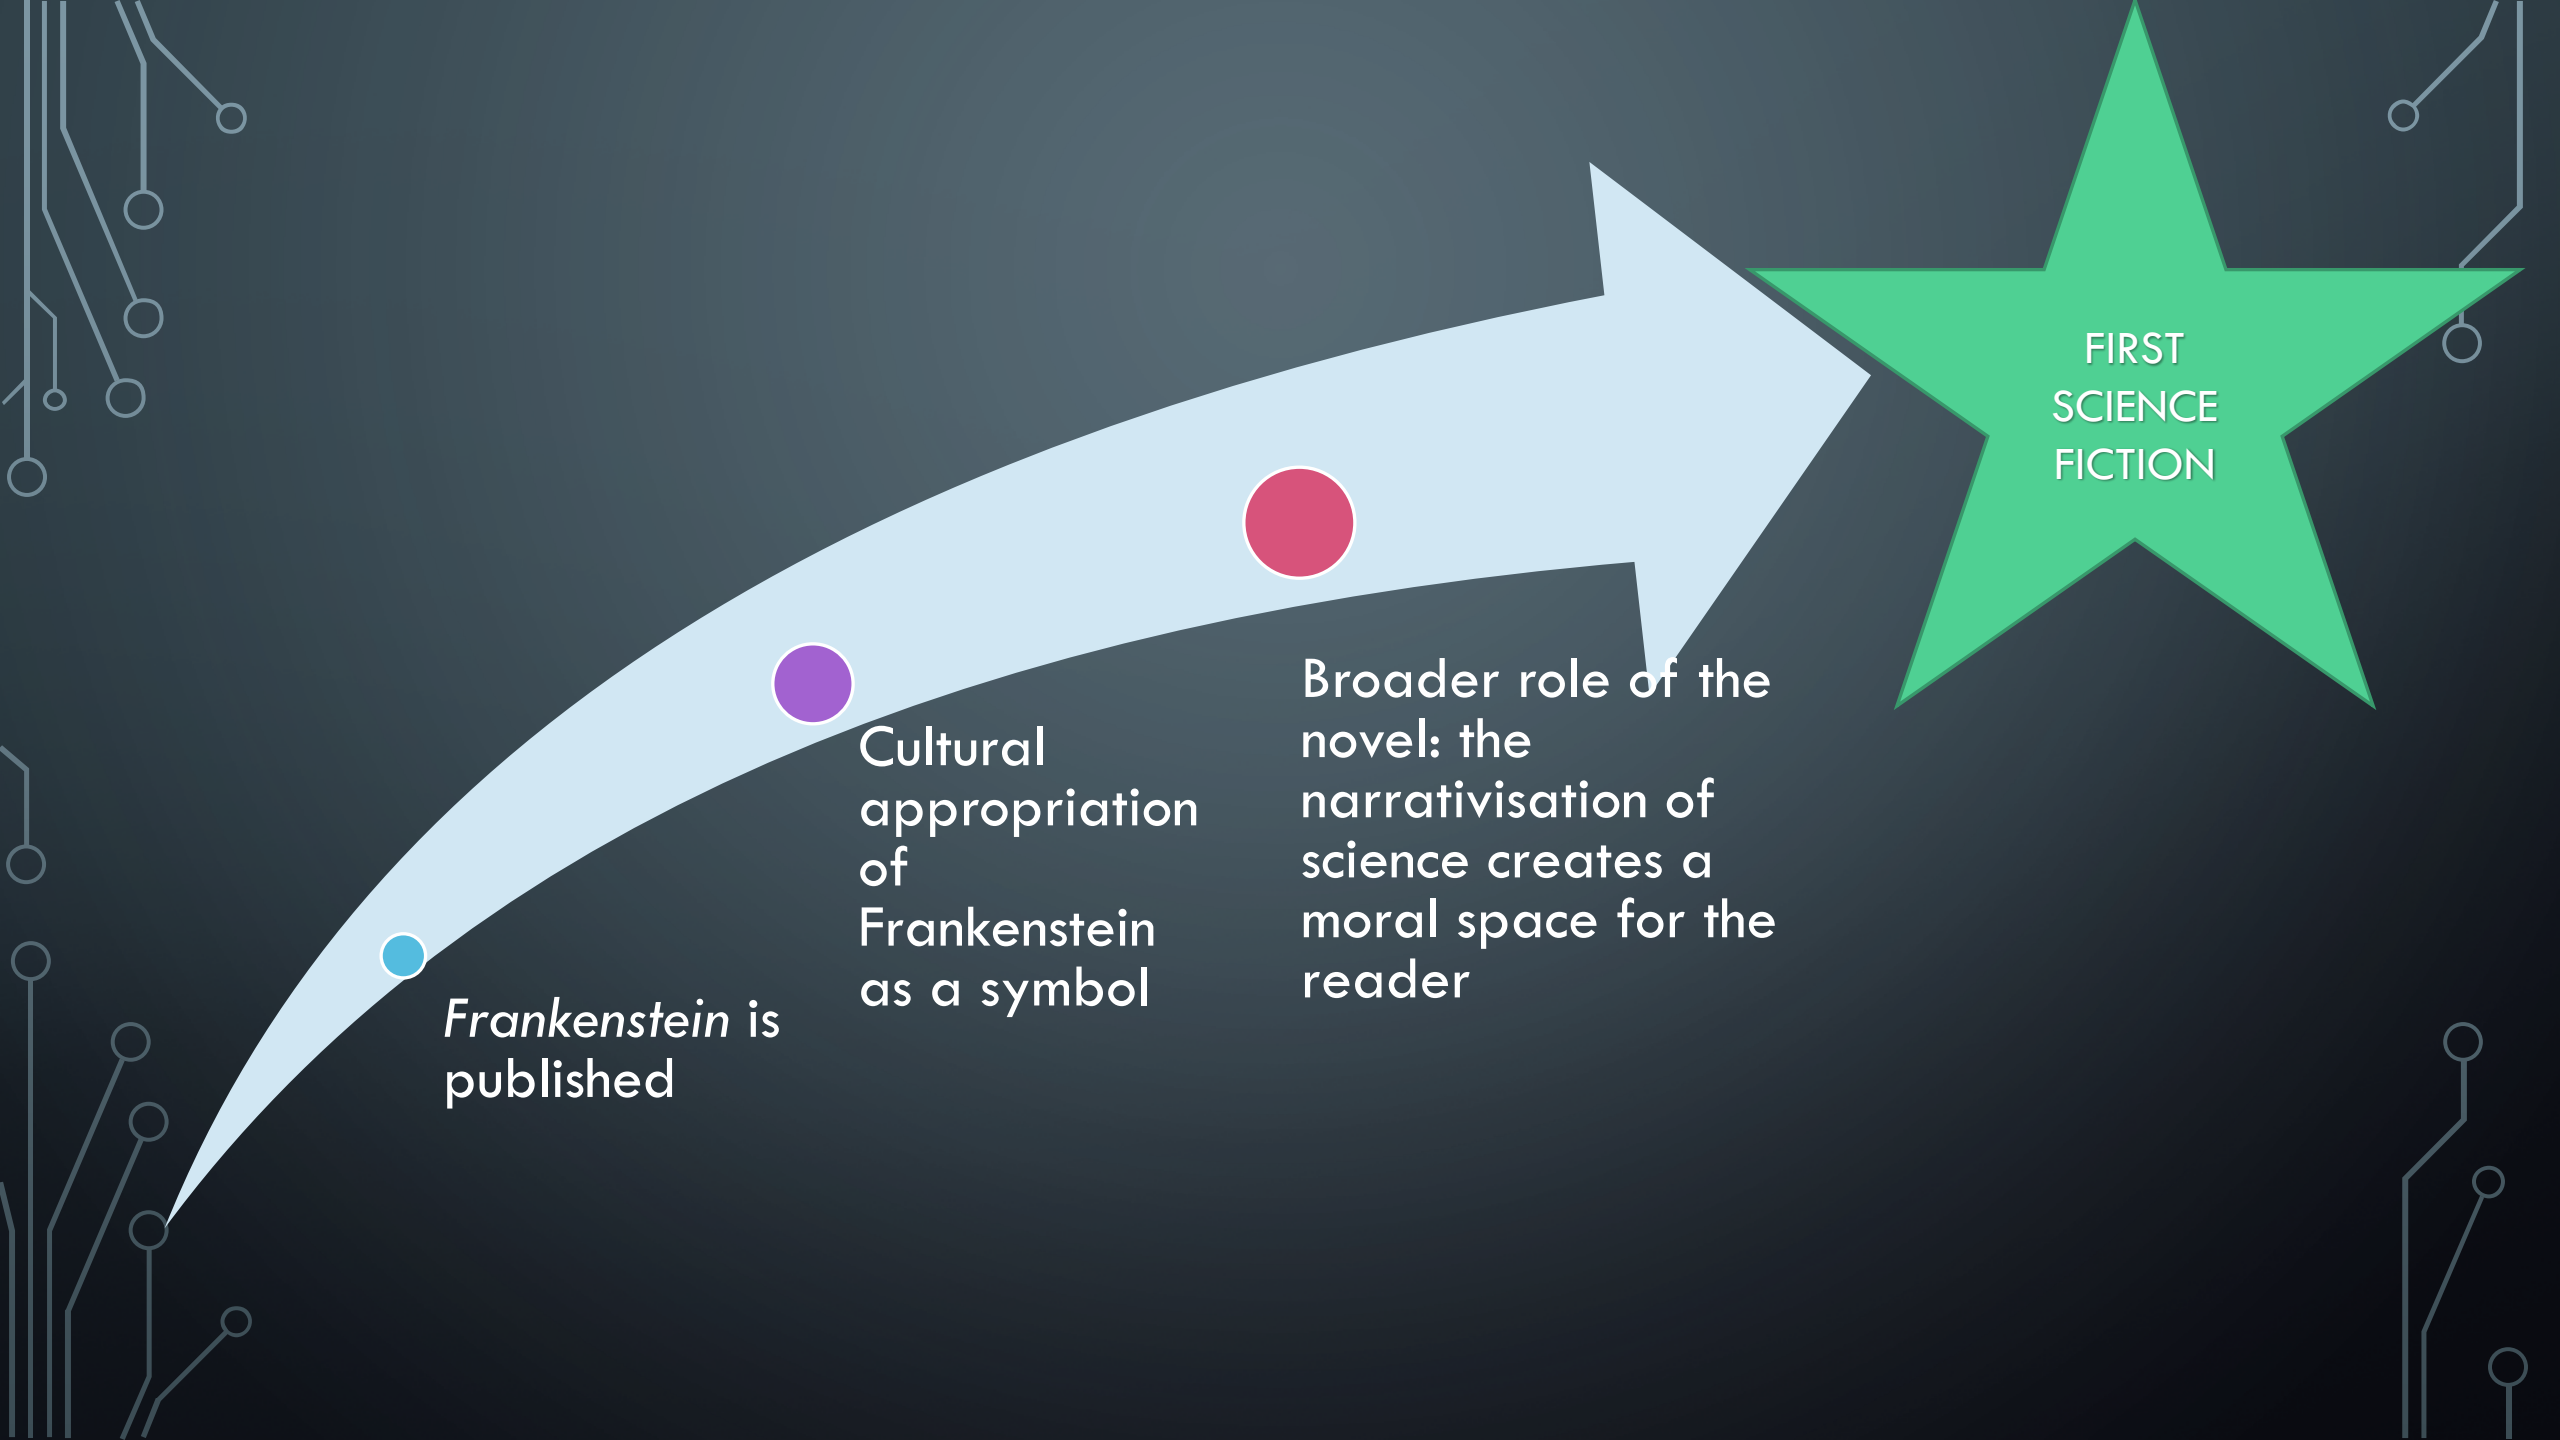 Frankenstein is
published
Cultural
appropriation
of
Frankenstein
as a symbol
Broader role of the
novel: the
narrativisation of
science creates a
moral space for the
reader
FIRST
SCIENCE
FICTION